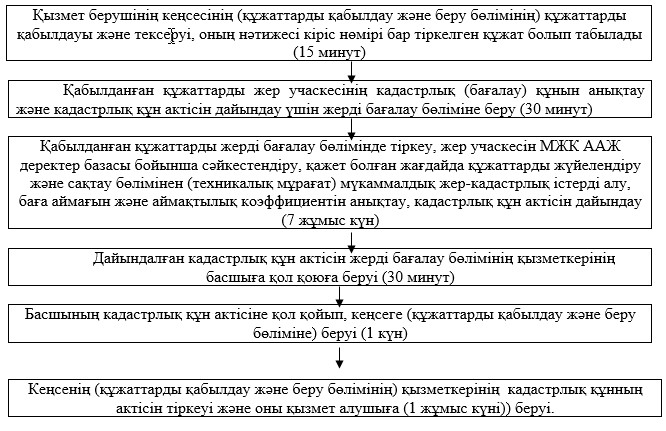 Қызмет берушінің кеңсесінің (құжаттарды қабылдау және беру бөлімінің) құжаттарды
қабылдауы және тексеруі, оның нәтижесі кіріс нөмірі бар тіркелген құжат болып табылады
(15 минут)
Қабылданған құжаттарды жер учаскесінің кадастрлық (бағалау) құнын анықтау
және кадастрлық құн актісін дайындау үшін жерді бағалау бөліміне беру (30 минут)
Қабылданған құжаттарды жерді бағалау бөлімінде тіркеу, жер учаскесін МЖК ААЖ
деректер базасы бойынша сәйкестендіру, қажет болған жағдайда құжаттарды жүйелендіру
және сақтау бөлімінен (техникалық мұрағат) мүкаммалдық жер-кадастрлық істерді алу,
баға аймағын және аймақтылық коэффициентін анықтау, кадастрлық құн актісін дайындау
(7 жұмыс күн)
Дайындалған кадастрлық құн актісін жерді бағалау бөлімінің қызметкерінің
басшыға қол қоюға беруі (30 минут)
Басшының кадастрлық құн актісіне қол қойып, кеңсеге (құжаттарды қабылдау және беру
бөліміне) беруі (1 күн)
Кеңсенің (құжаттарды қабылдау және беру бөлімінің) қызметкерінің кадастрлық құнның
актісін тіркеуі және оны қызмет алушыға (1 жұмыс күні)) беруі.